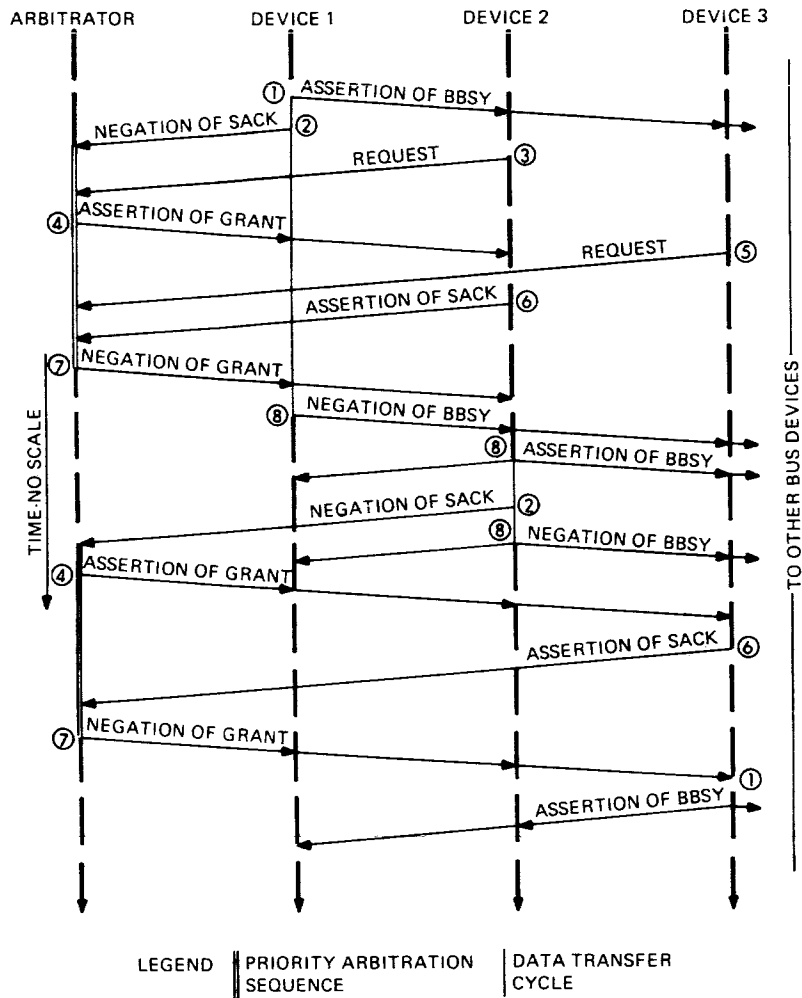 ARBITRATOR DEVICE 1 DEVICE 2 DEVICE 3
① ASSERTION OF BBSY
NEGATION OF SACK ②
REQUEST ③
④ ASSERTION OF GRANT
REQUEST ⑤
ASSERTION OF SACK ⑥
⑦ NEGATION OF GRANT
⑧ NEGATION OF BBSY
⑧ ASSERTION OF BBSY
NEGATION OF SACK ②
⑧ NEGATION OF BBSY
④ ASSERTION OF GRANT
ASSERTION OF SACK ⑥
⑦ NEGATION OF GRANT
①
ASSERTION OF BBSY
TIME-NO SCALE
TO OTHER BUS DEVICES
LEGEND PRIORITY ARBITRATION DATA TRANSFER
SEQUENCE CYCLE